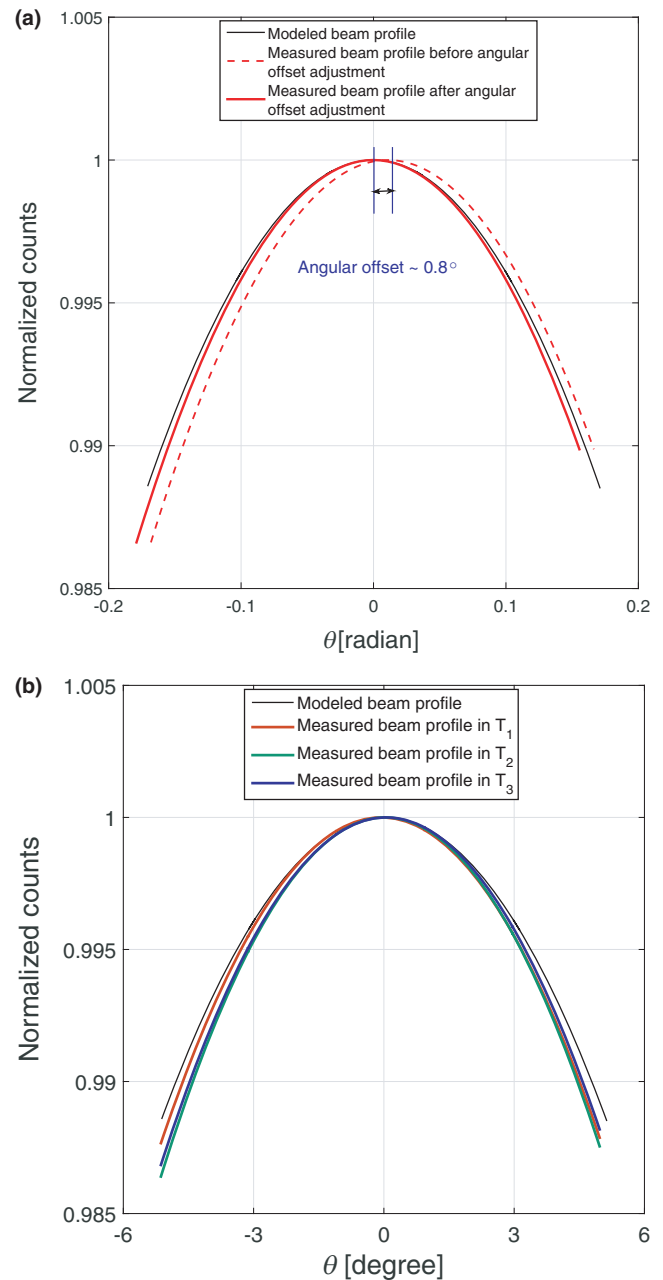 (a)
1.005
Modeled beam profile
Measured beam profile before angular
offset adjustment
Measured beam profile after angular
offset adjustment
1
Angular offset ~ 0.8°
0.995
0.99
0.985
Normalized counts
-0.2
-0.1
0
0.1
0.2
θ[radian]
(b)
1.005
Modeled beam profile
Measured beam profile in T1
Measured beam profile in T2
Measured beam profile in T3
1
0.995
0.99
0.985
Normalized counts
-6
-3
0
3
6
θ [degree]